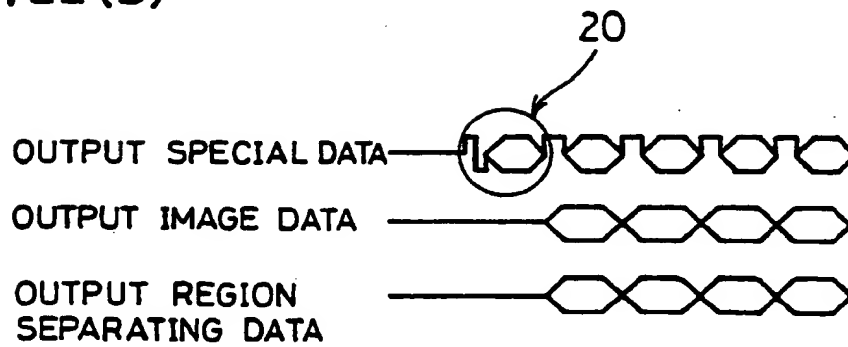 20
OUTPUT SPECIAL DATA
OUTPUT IMAGE DATA
OUTPUT REGION
SEPARATING DATA